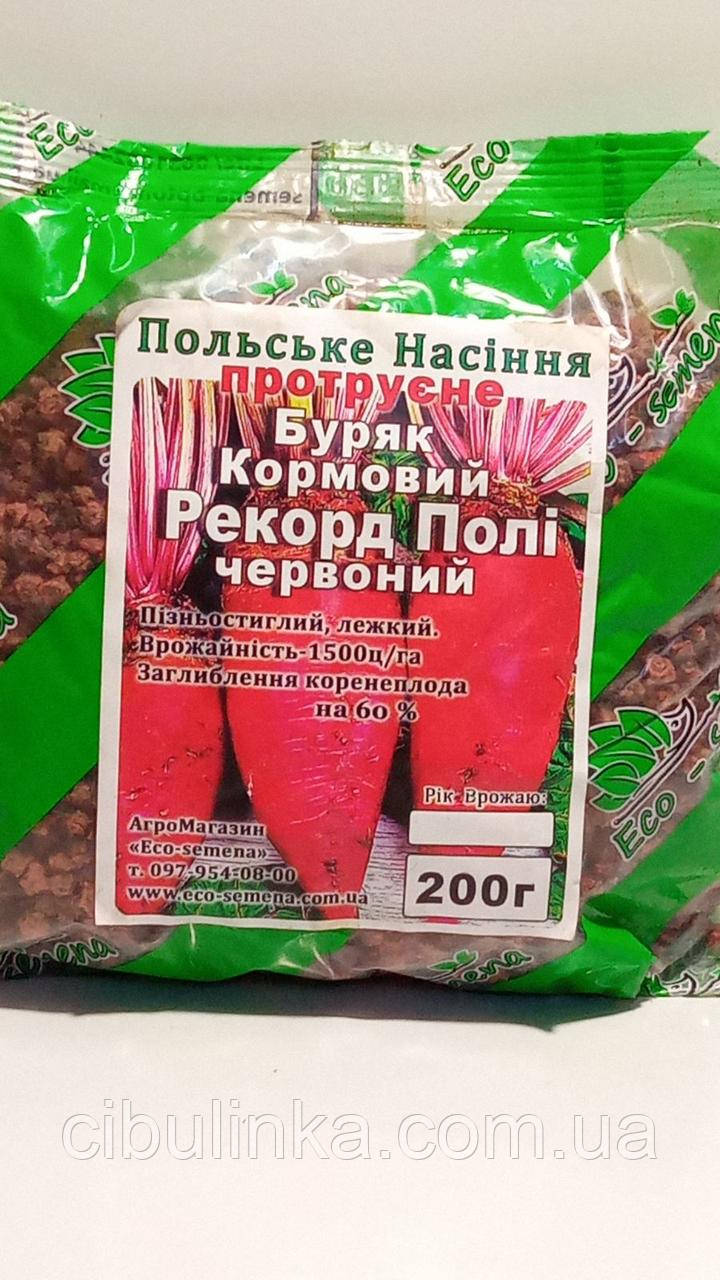 Eco
Eco
Польське Насіння
протруєне
Буряк
Кормовий
Рекорд Полі
червоний
Пізньостиглий, лежкий.
Врожайність-1500ц/га
Заглиблення коренеплода
на 60 %
Рік Врожаю:
АгроМагазин
«Eco-semena»
т. 097-954-08-00
www.eco-semena.com.ua
200г
- semena
Eco -
cibulinka.com.ua